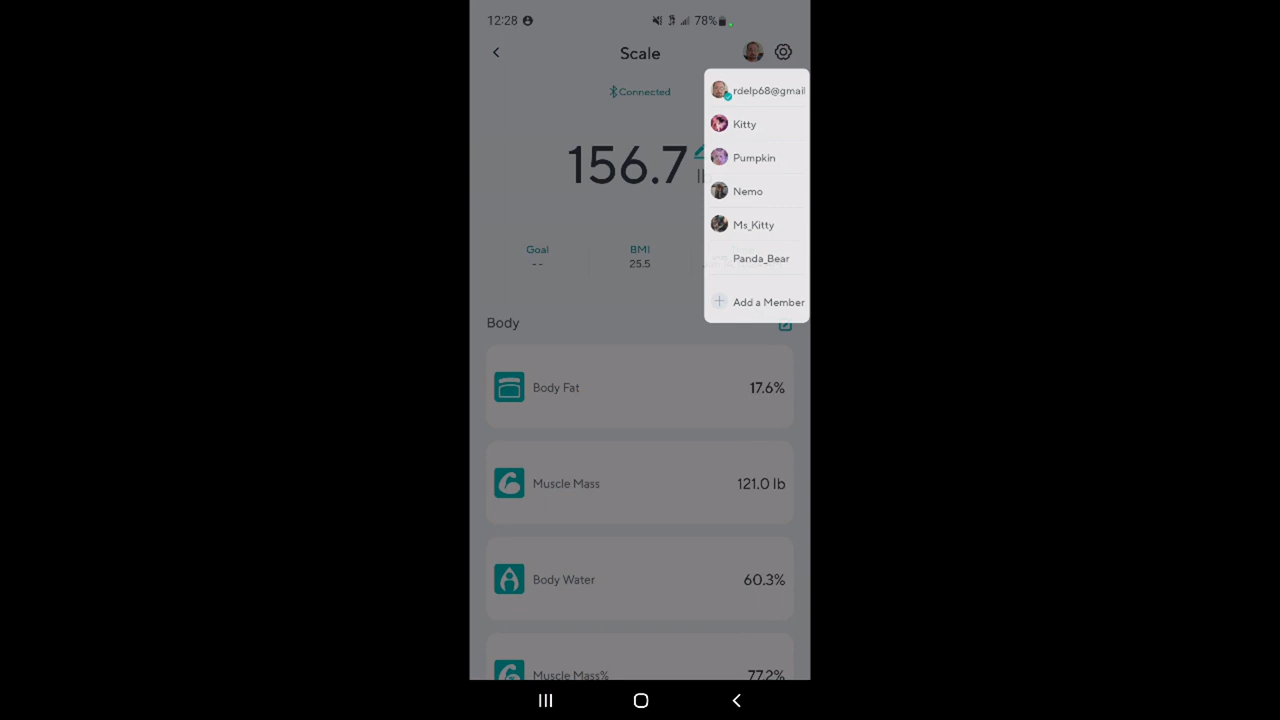 12:28 78%
Scale
Connected
rdelp68@gmail
Kitty
156.7
Pumpkin
Nemo
Ms_Kitty
Goal BMI
-- 25.5
Panda_Bear
Add a Member
Body
Body Fat 17.6%
Muscle Mass 121.0 lb
Body Water 60.3%
Muscle Mass% 77.2%